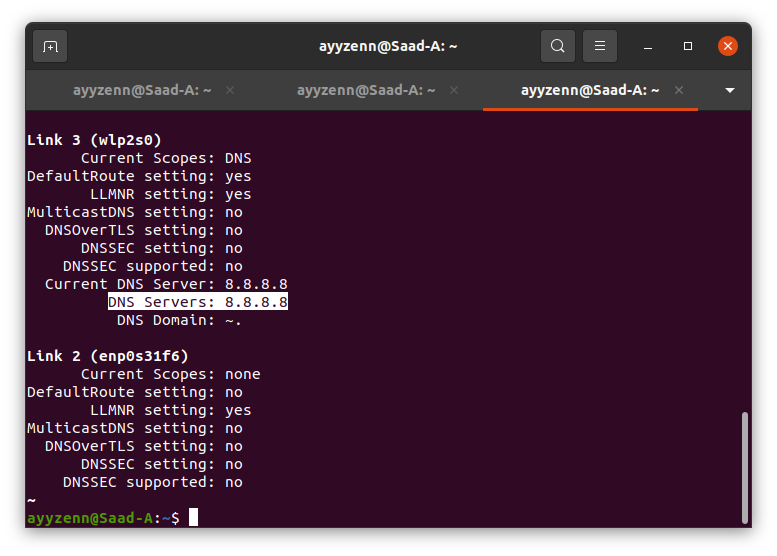 ayyzenn@Saad-A: ~
ayyzenn@Saad-A: ~ ayyzenn@Saad-A: ~ ayyzenn@Saad-A: ~
Link 3 (wlp2s0)
Current Scopes: DNS
DefaultRoute setting: yes
LLMNR setting: yes
MulticastDNS setting: no
DNSOverTLS setting: no
DNSSEC setting: no
DNSSEC supported: no
Current DNS Server: 8.8.8.8
DNS Servers: 8.8.8.8
DNS Domain: ~.
Link 2 (enp0s31f6)
Current Scopes: none
DefaultRoute setting: no
LLMNR setting: yes
MulticastDNS setting: no
DNSOverTLS setting: no
DNSSEC setting: no
DNSSEC supported: no
~
ayyzenn@Saad-A:~$